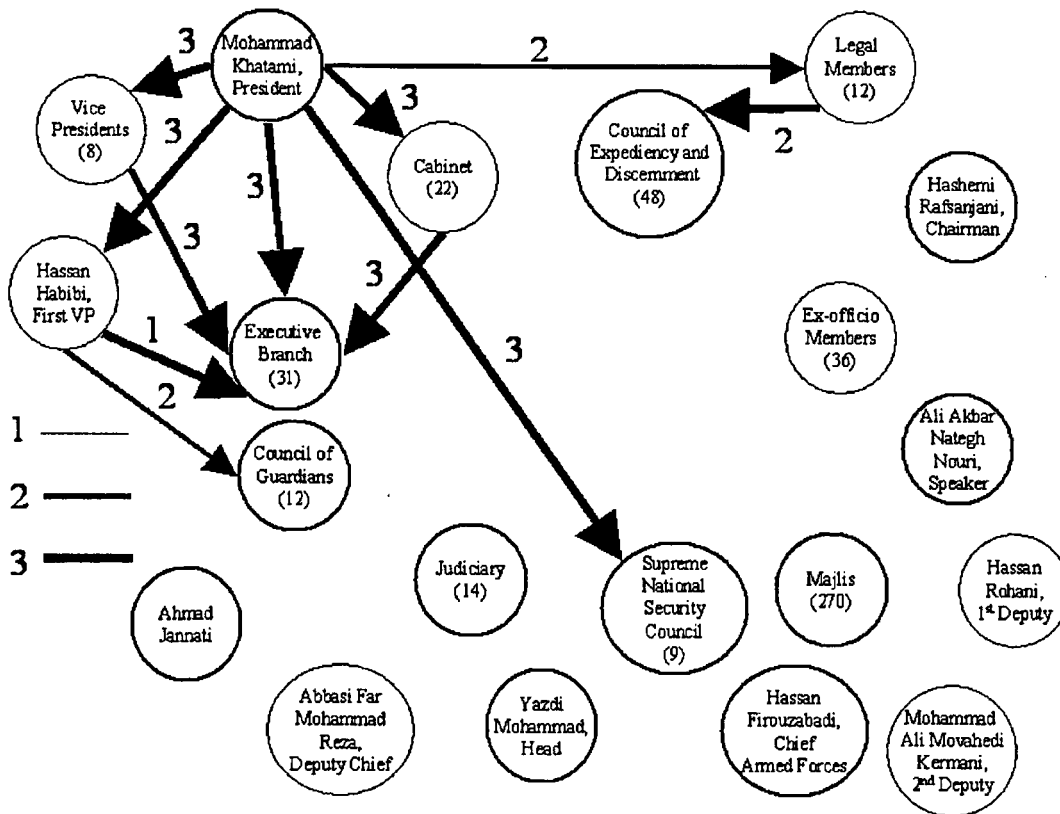 3
Mohammad
Khatami,
President
2
Legal
Members
(12)
3
Vice
Presidents
(8)
3
3
Cabinet
(22)
Council of
Expediency and
Discernment
(48)
2
Hashemi
Rafsanjani,
Chairman
3
3
Hassan
Habibi,
First VP
1
Executive
Branch
(31)
3
Ex-officio
Members
(36)
2
Council of
Guardians
(12)
Ali Akbar
Nategh
Nouri,
Speaker
1
2
3
Ahmad
Jannati
Judiciary
(14)
Supreme
National
Security
Council
(9)
Majlis
(270)
Hassan
Rohani,
1st Deputy
Abbasi Far
Mohammad
Reza,
Deputy Chief
Yazdi
Mohammad,
Head
Hassan
Firouzabadi,
Chief
Armed Forces
Mohammad
Ali Movahedi
Kermani,
2nd Deputy